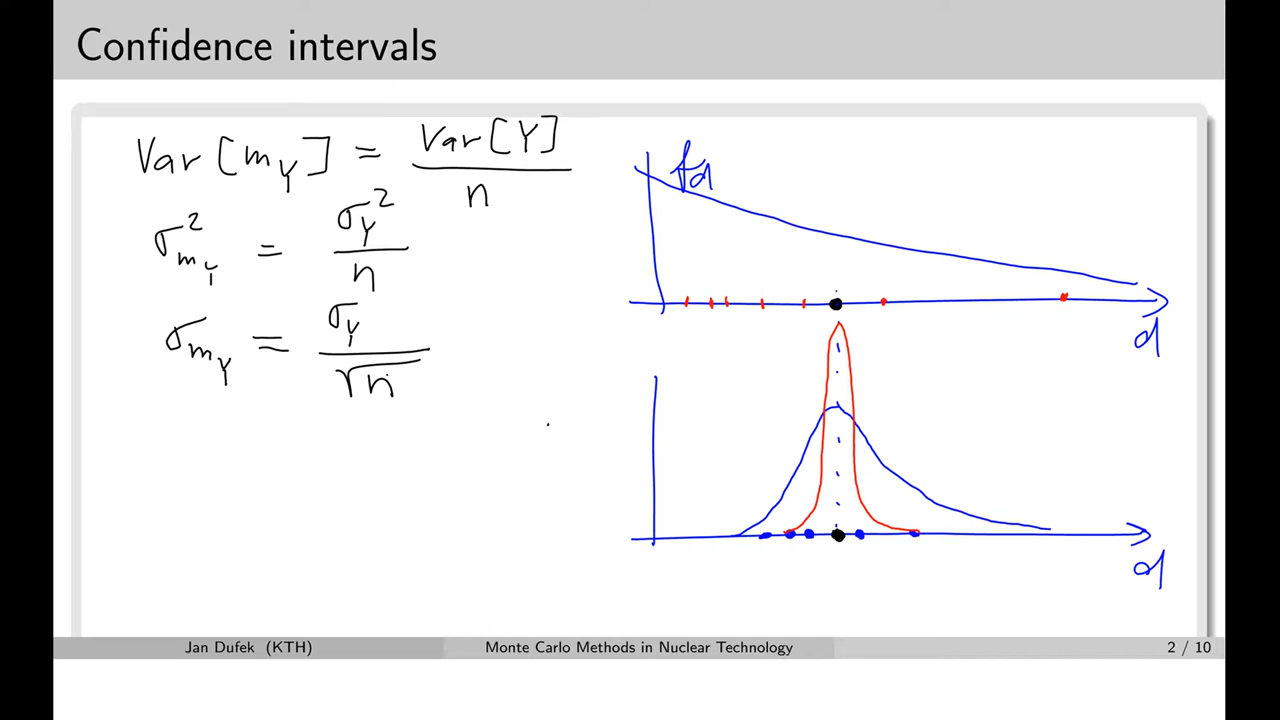 Confidence intervals
Var[m_Y] = Var[Y] / n
σ²_{m_Y} = σ_Y² / n
σ_{m_Y} = σ_Y / √n
f_d
d
d
Jan Dufek (KTH) Monte Carlo Methods in Nuclear Technology 2 / 10